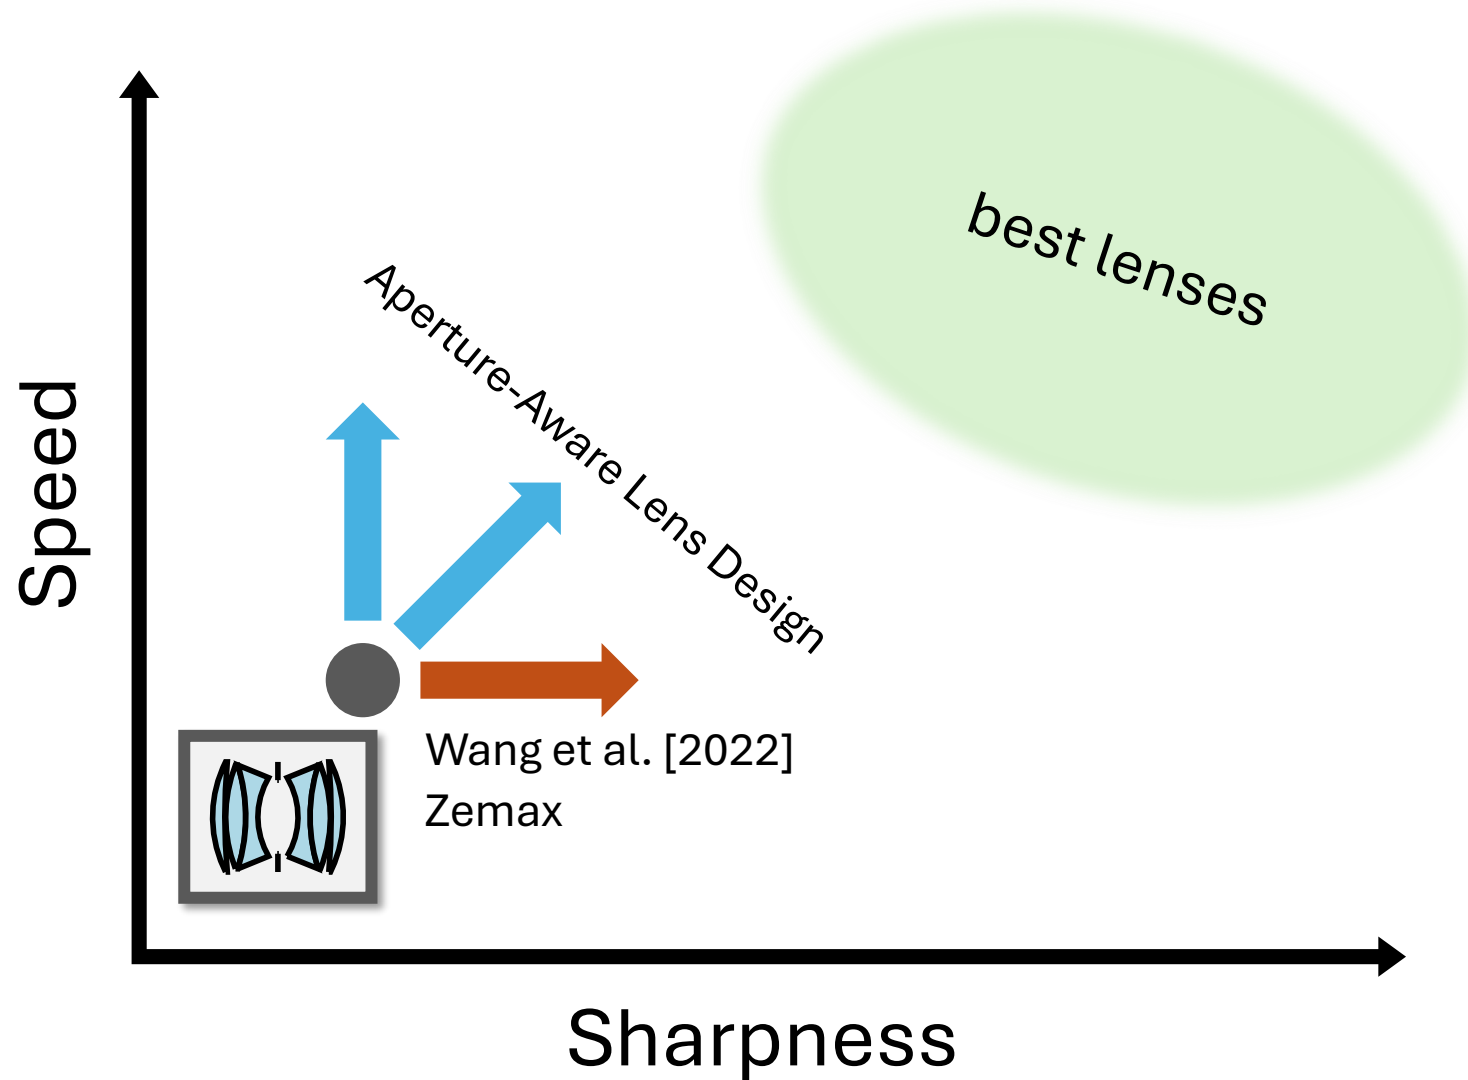 best lenses
Aperture-Aware Lens Design
Speed
Wang et al. [2022]
Zemax
Sharpness